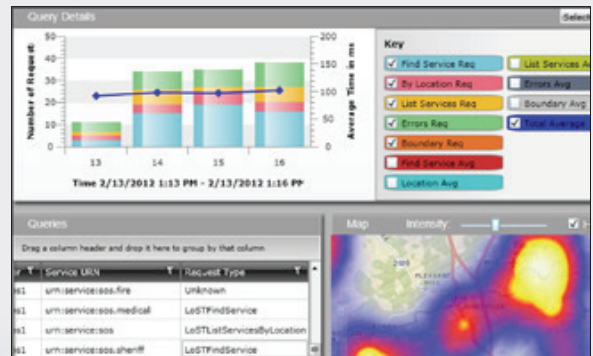 Query Details
Select
Number of Request:
50
40
30
20
10
0
13
14
15
16
200
150
100
50
0
Average Time in ms
Time 2/13/2012 1:13 PM - 2/13/2012 1:16 PM
Key
Find Service Req
By Location Req
List Services Req
Errors Req
Boundary Req
Find Service Avg
Location Avg
List Services A
Errors Avg
Boundary Avg
Total Average
Queries
Drag a column header and drop it here to group by that column
Service URN
Request Type
urn:service:sos.fire
Unknown
urn:service:sos.medical
LoSTFindService
urn:service:sos
LoSTListServicesByLocation
urn:service:sos.sheriff
LoSTFindService
Map
Intensity: